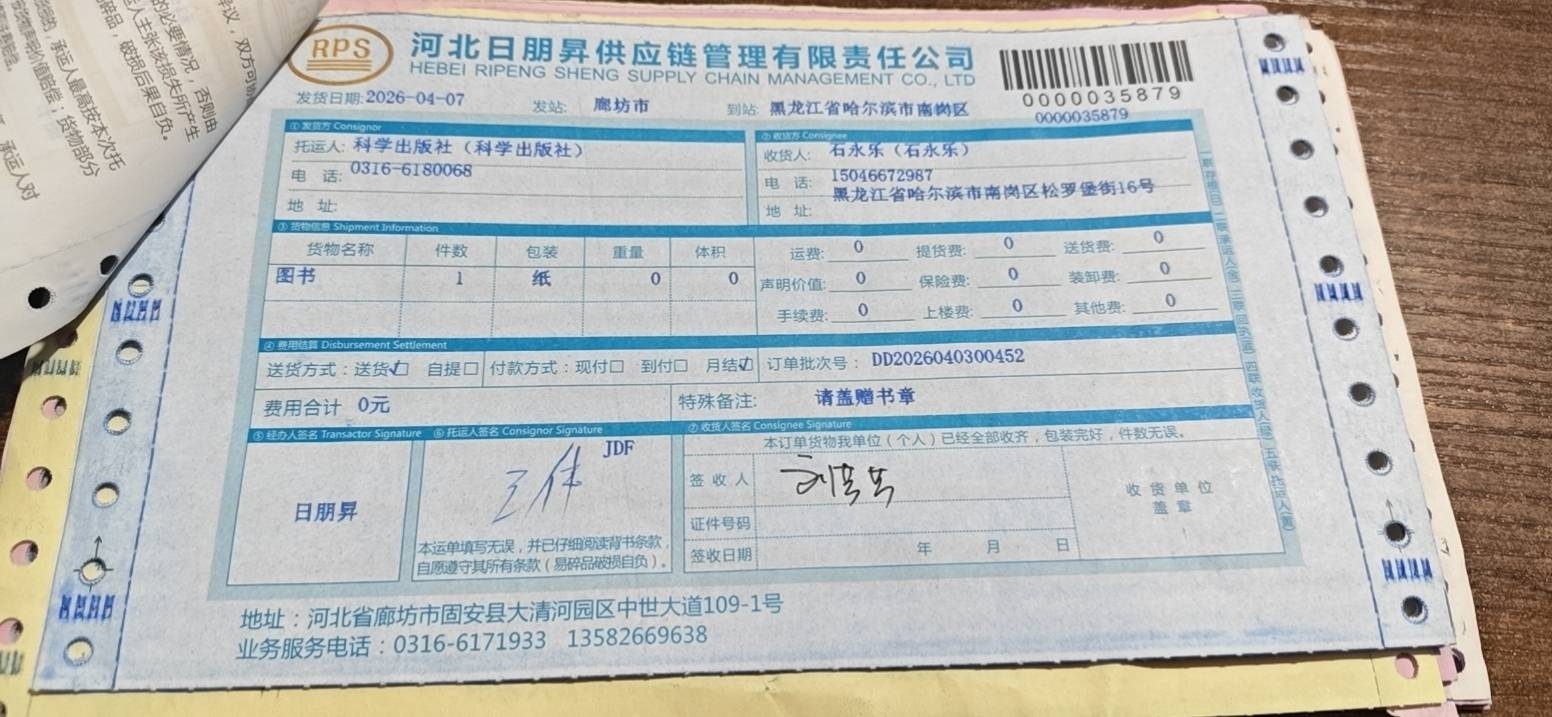 RPS
河北日朋昇供应链管理有限责任公司
HEBEI RIPENG SHENG SUPPLY CHAIN MANAGEMENT CO., LTD
0000035879
发货日期: 2026-04-07 发站: 廊坊市 到站: 黑龙江省哈尔滨市南岗区 0000035879
①发货方 Consignor ②收货方 Consignee
托运人: 科学出版社（科学出版社） 收货人: 石永乐（石永乐）
电 话: 0316-6180068 电 话: 15046672987
地 址: 地 址: 黑龙江省哈尔滨市南岗区松罗堡街16号
③货物信息 Shipment Information
货物名称 件数 包装 重量 体积 运费: 0 提货费: 0 送货费: 0
图书 1 纸 0 0 声明价值: 0 保险费: 0 装卸费: 0
手续费: 0 上楼费: 0 其他费: 0
④费用结算 Disbursement Settlement
送货方式：送货☑ 自提□ 付款方式：现付□ 到付□ 月结☑ 订单批次号： DD2026040300452
费用合计 0元 特殊备注: 请盖赠书章
⑤经办人签名 Transactor Signature ⑥托运人签名 Consignor Signature ⑦收货人签名 Consignee Signature
本订单货物我单位（个人）已经全部收齐，包装完好，件数无误。
日朋昇 JDF
签收人
证件号码
签收日期 年 月 日
收货单位
盖章
本运单填写无误，并已仔细阅读背书条款，
自愿遵守其所有条款（易碎品破损自负）。
地址：河北省廊坊市固安县大清河园区中世大道109-1号
业务服务电话：0316-6171933 13582669638